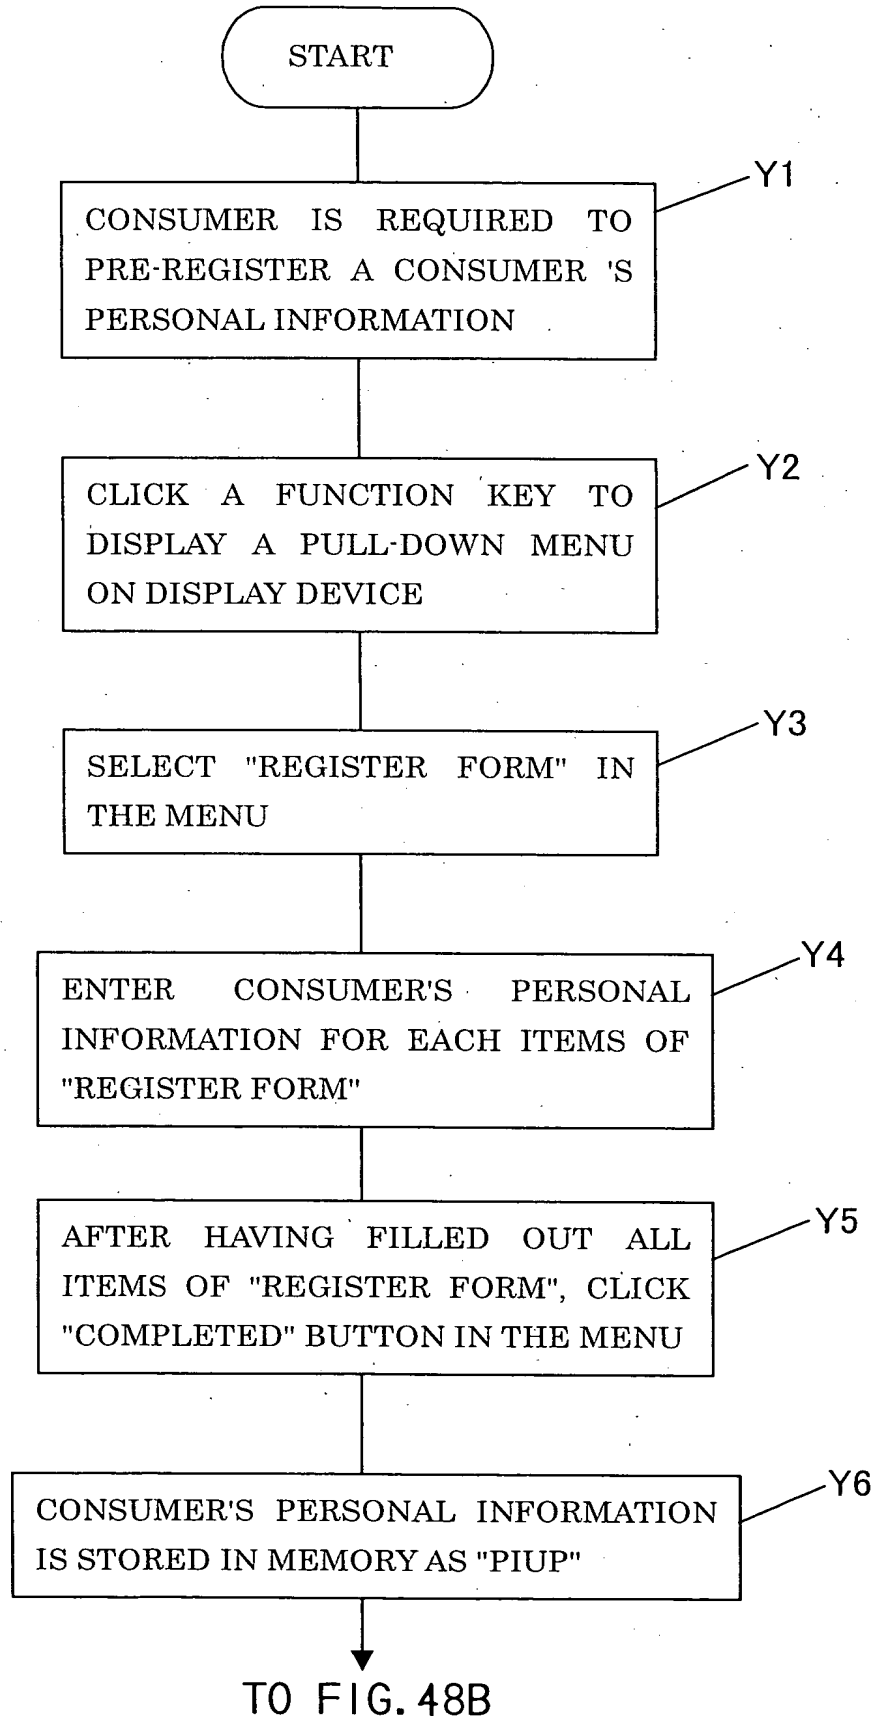 START
Y1
CONSUMER IS REQUIRED TO
PRE-REGISTER A CONSUMER 'S
PERSONAL INFORMATION
Y2
CLICK A FUNCTION KEY TO
DISPLAY A PULL-DOWN MENU
ON DISPLAY DEVICE
Y3
SELECT "REGISTER FORM" IN
THE MENU
Y4
ENTER CONSUMER'S PERSONAL
INFORMATION FOR EACH ITEMS OF
"REGISTER FORM"
Y5
AFTER HAVING FILLED OUT ALL
ITEMS OF "REGISTER FORM", CLICK
"COMPLETED" BUTTON IN THE MENU
Y6
CONSUMER'S PERSONAL INFORMATION
IS STORED IN MEMORY AS "PIUP"
TO FIG. 48B